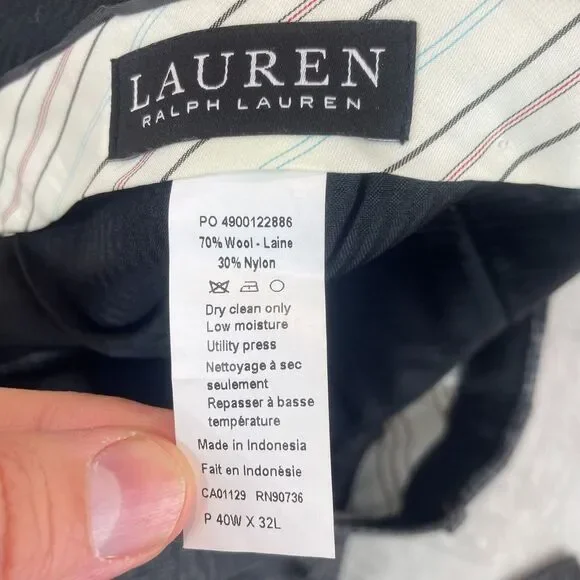 LAUREN
RALPH LAUREN
PO 4900122886
70% Wool - Laine
30% Nylon
Dry clean only
Low moisture
Utility press
Nettoyage à sec
seulement
Repasser à basse
température
Made in Indonesia
Fait en Indonésie
CA01129 RN90736
P 40W X 32L